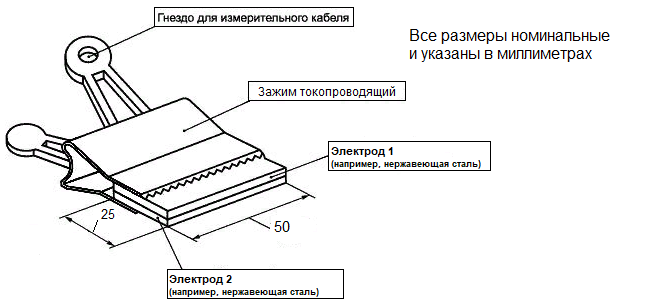 Гнездо для измерительного кабеля
Все размеры номинальные
и указаны в миллиметрах
Зажим токопроводящий
Электрод 1
(например, нержавеющая сталь)
25
50
Электрод 2
(например, нержавеющая сталь)